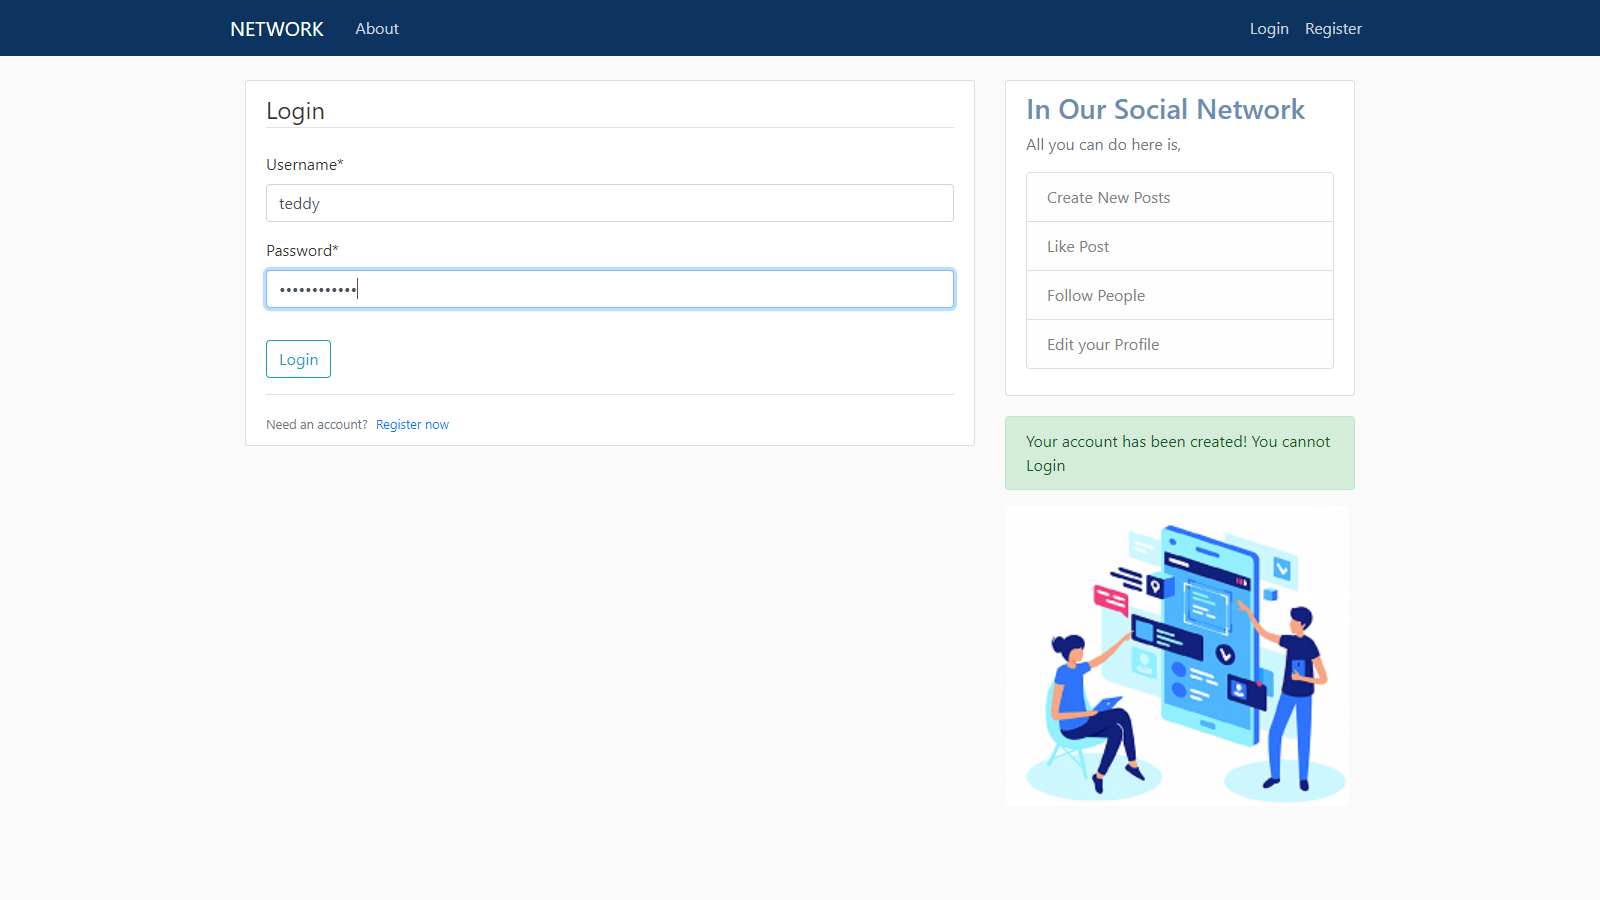 NETWORK About Login Register
Login
Username*
teddy
Password*
••••••••••••
Login
Need an account? Register now
In Our Social Network
All you can do here is,
Create New Posts
Like Post
Follow People
Edit your Profile
Your account has been created! You cannot
Login